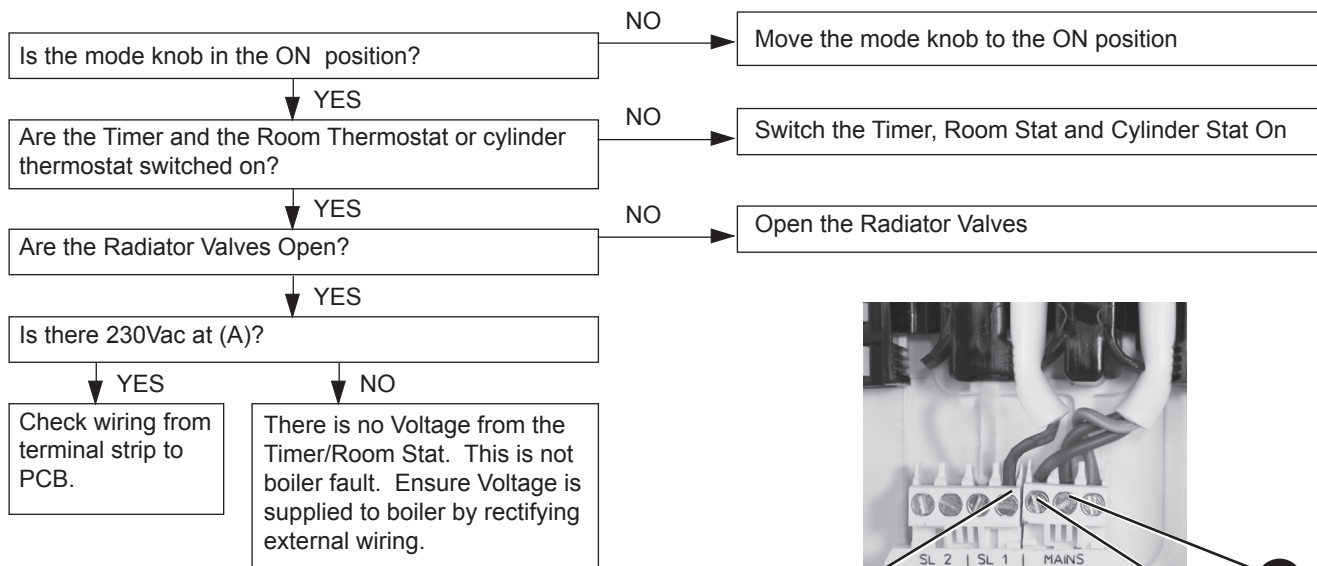 NO
Is the mode knob in the ON position?
Move the mode knob to the ON position
YES
NO
Are the Timer and the Room Thermostat or cylinder
thermostat switched on?
Switch the Timer, Room Stat and Cylinder Stat On
YES
NO
Are the Radiator Valves Open?
Open the Radiator Valves
YES
Is there 230Vac at (A)?
YES
NO
Check wiring from
terminal strip to
PCB.
There is no Voltage from the
Timer/Room Stat. This is not
boiler fault. Ensure Voltage is
supplied to boiler by rectifying
external wiring.
SL 2 | SL 1 | MAINS